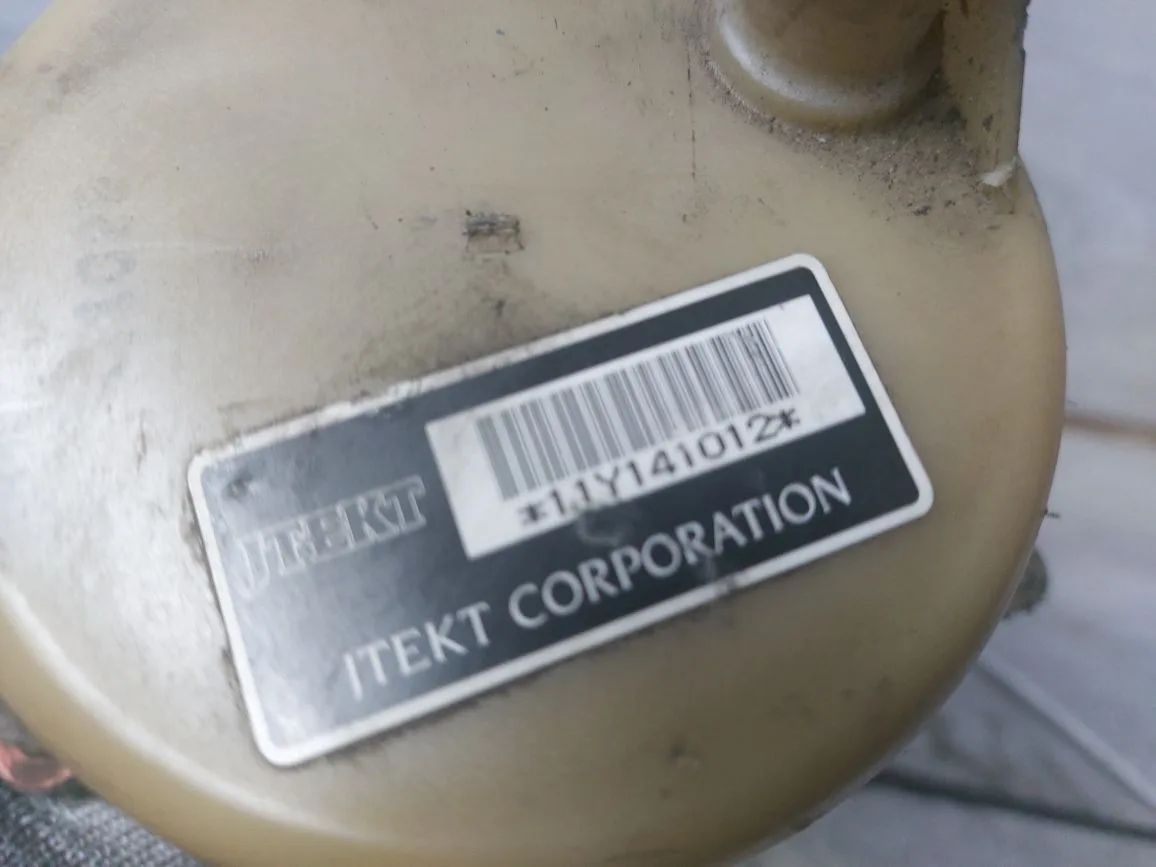 *11Y141012*
JTEKT
JTEKT CORPORATION